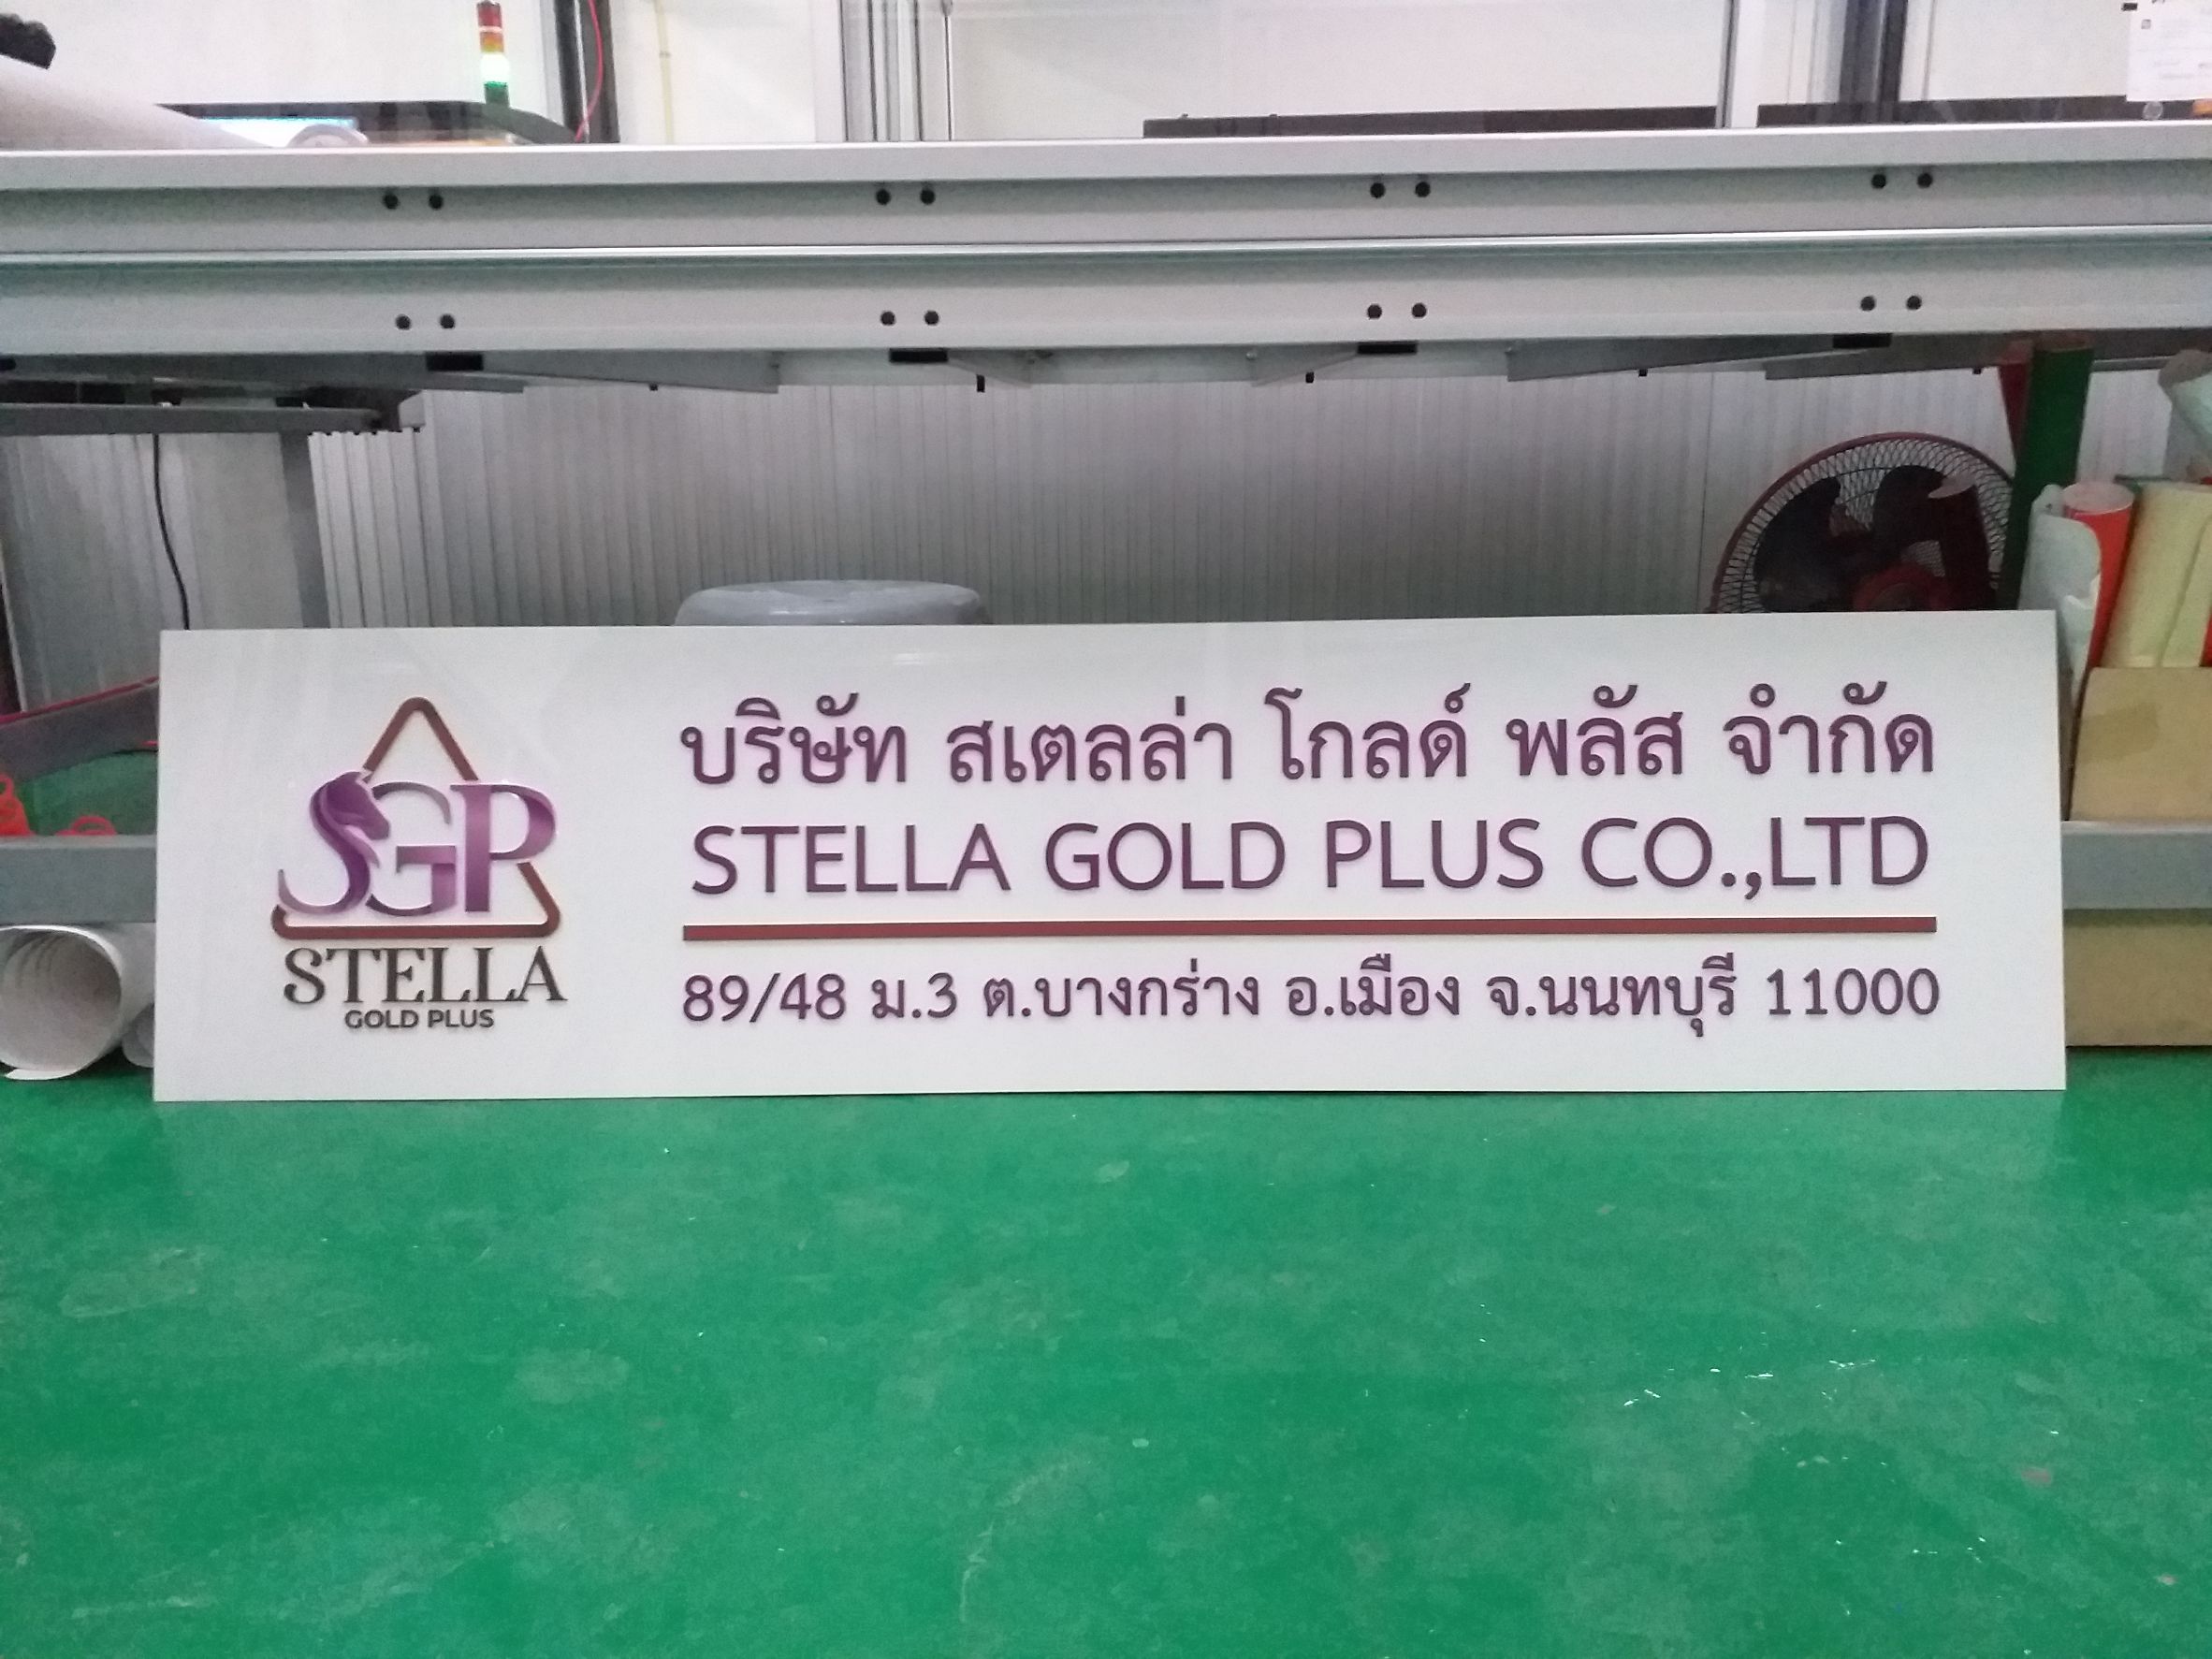 SGP
STELLA
GOLD PLUS
บริษัท สเตลล่า โกลด์ พลัส จำกัด
STELLA GOLD PLUS CO.,LTD
89/48 ม.3 ต.บางกร่าง อ.เมือง จ.นนทบุรี 11000